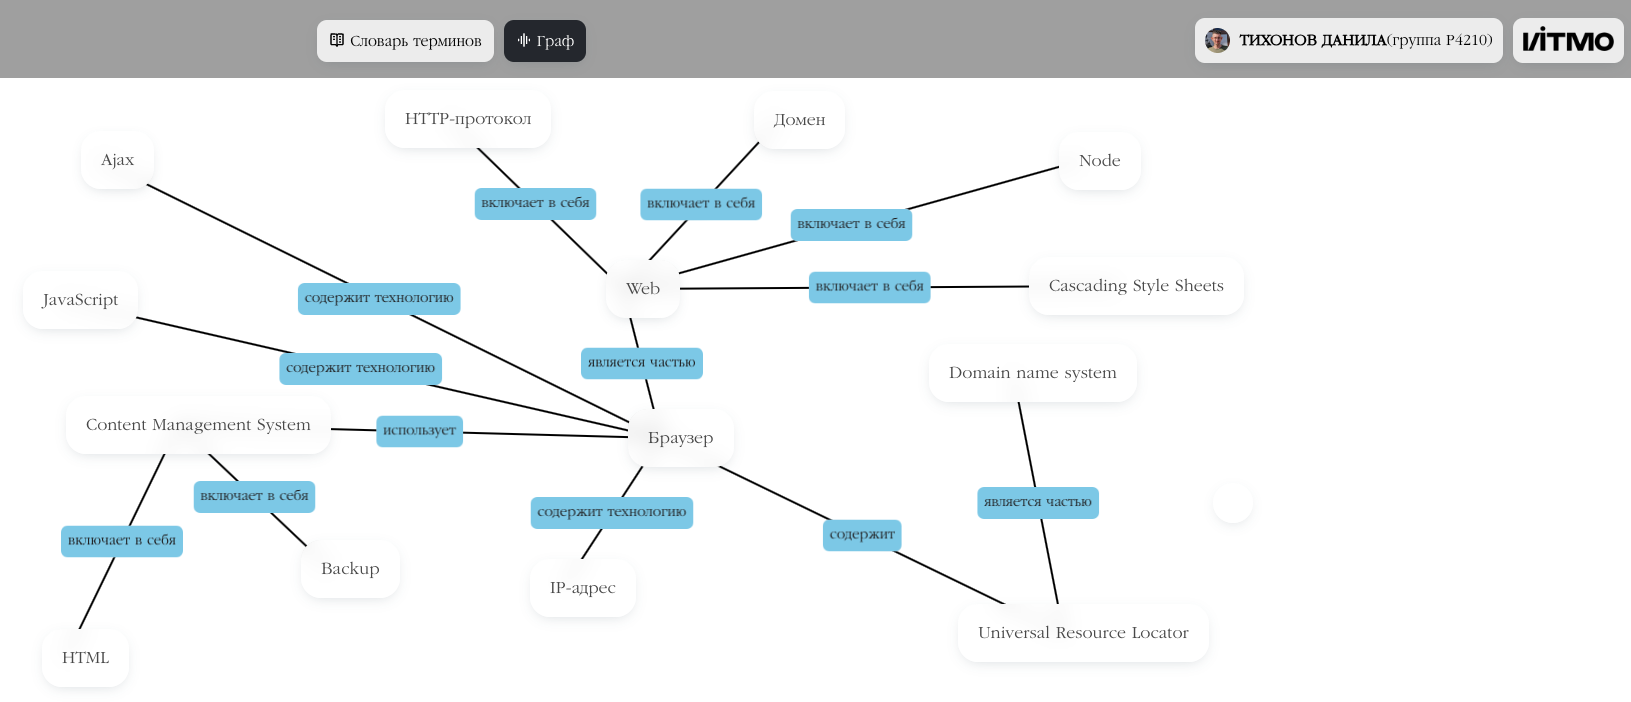 Словарь терминов
Граф
ТИХОНОВ ДАНИЛА(группа P4210)
ИТМО
HTTP-протокол
Домен
Ajax
Node
включает в себя
включает в себя
включает в себя
Web
включает в себя
Cascading Style Sheets
JavaScript
содержит технологию
является частью
содержит технологию
Domain name system
Content Management System
использует
Браузер
включает в себя
содержит технологию
является частью
включает в себя
содержит
Backup
IP-адрес
Universal Resource Locator
HTML